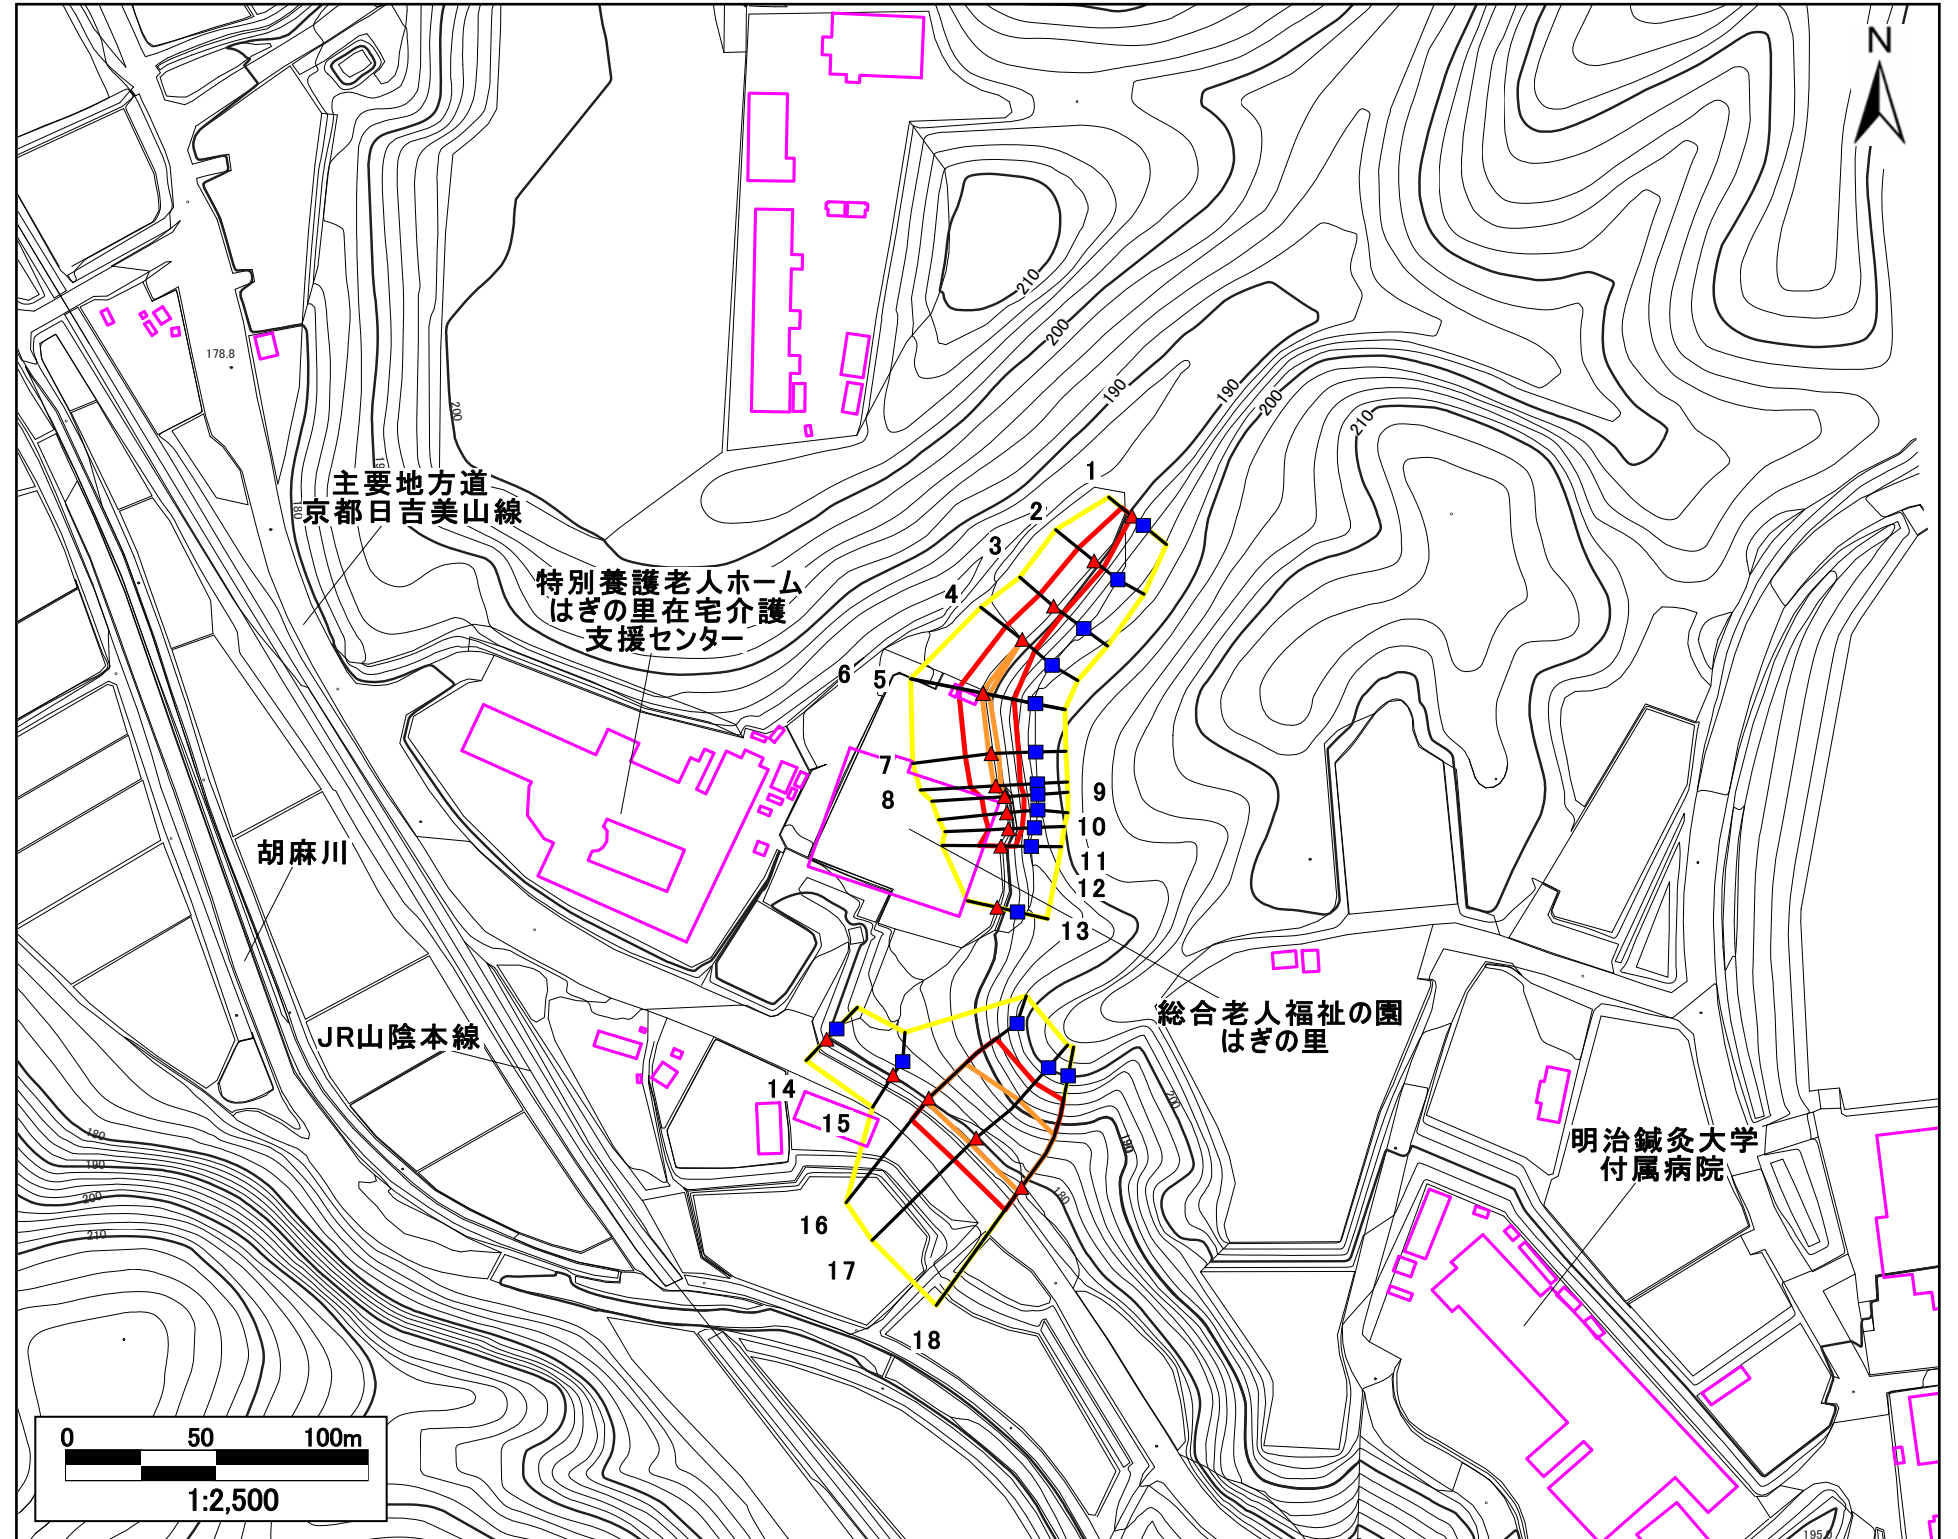 N
210
200
190
190
200
210
178.8
200
19
180
主要地方道
京都日吉美山線
1
2
3
4
特別養護老人ホーム
はぎの里在宅介護
支援センター
6
5
7
8
9
10
11
12
13
胡麻川
JR山陰本線
総合老人福祉の園
はぎの里
14
15
16
17
18
200
190
180
明治鍼灸大学
付属病院
180
190
200
210
0 50 100m
1:2,500
195.0